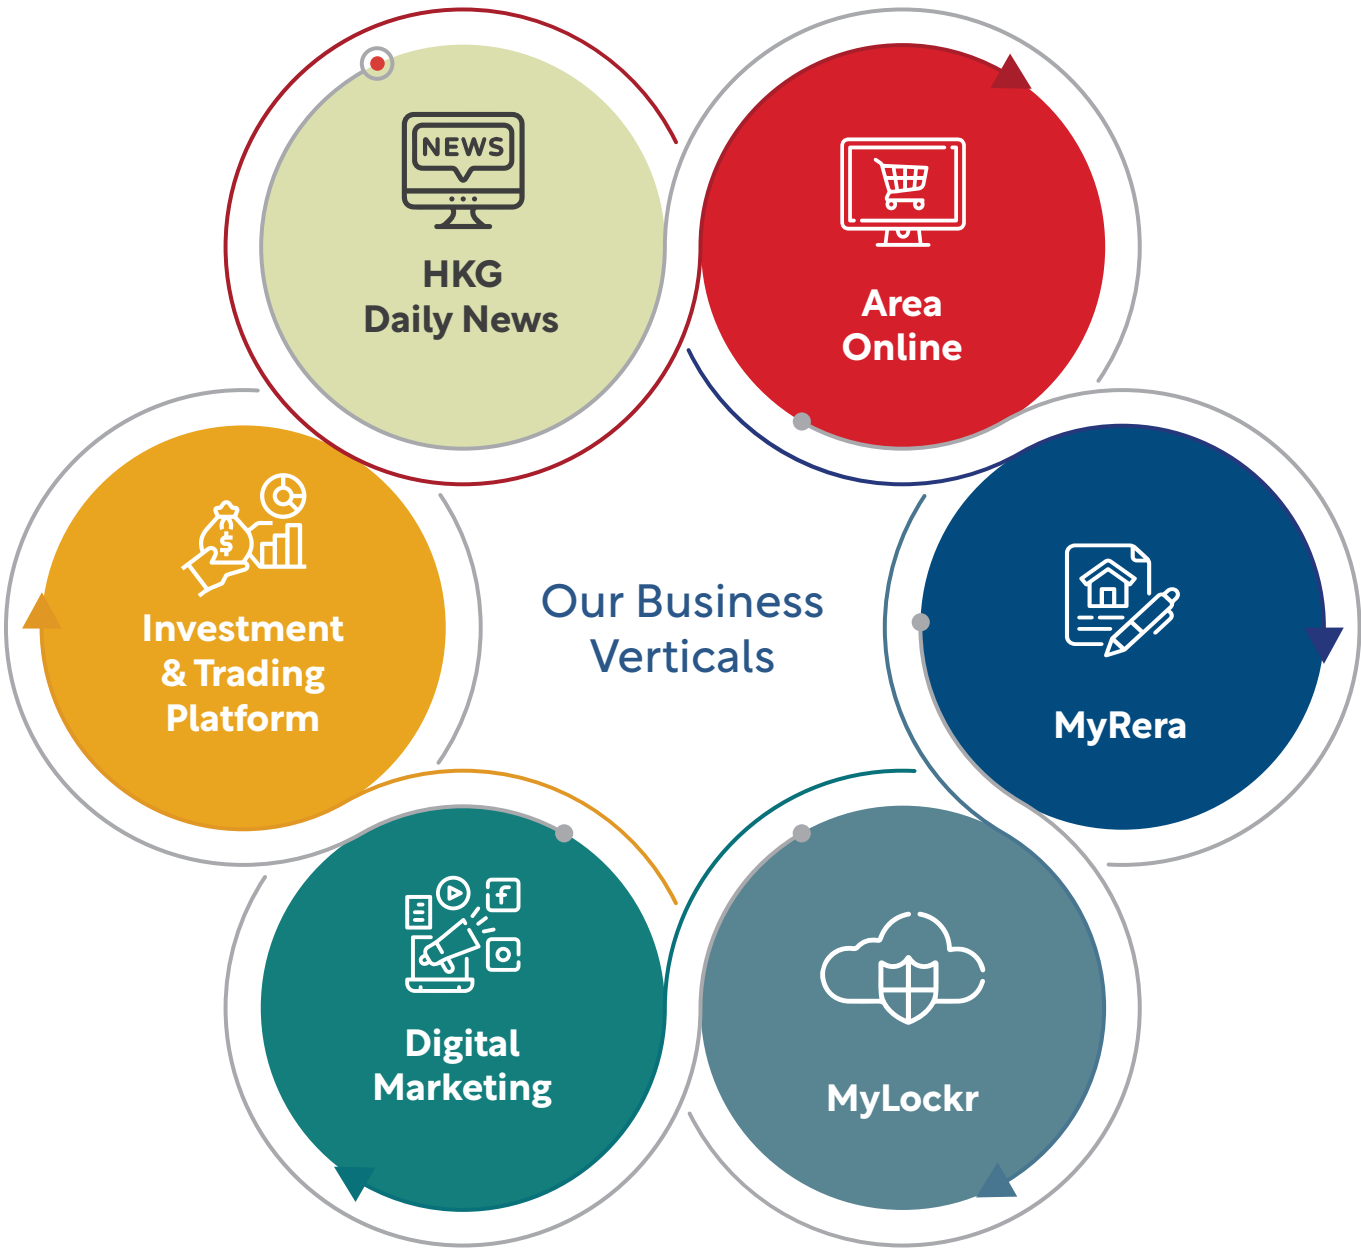 NEWS
HKG
Daily News
Area
Online
Investment
& Trading
Platform
$
Our Business
Verticals
MyRera
Digital
Marketing
f
MyLockr